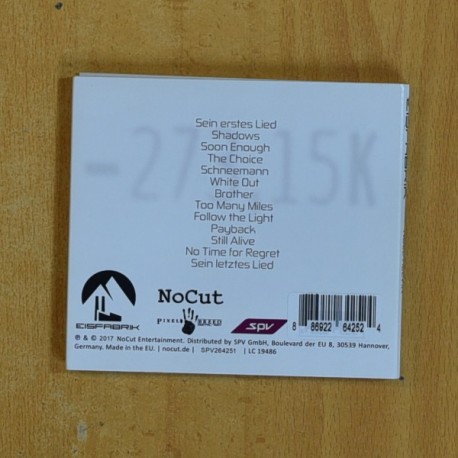 -27 .15K
Sein erstes Lied
Shadows
Soon Enough
The Choice
Schneemann
White Out
Brother
Too Many Miles
Follow the Light
Payback
Still Alive
No Time for Regret
Sein letztes Lied
EISFABRIK
NoCut
PIXEL
SPV
8 86922 64252 4
℗ & © 2017. NoCut Entertainment. Distributed by SPV GmbH, Boulevard der EU 8, 30539 Hannover,
Germany. Made in the EU. | nocut.de | SPV264251 | LC 19486